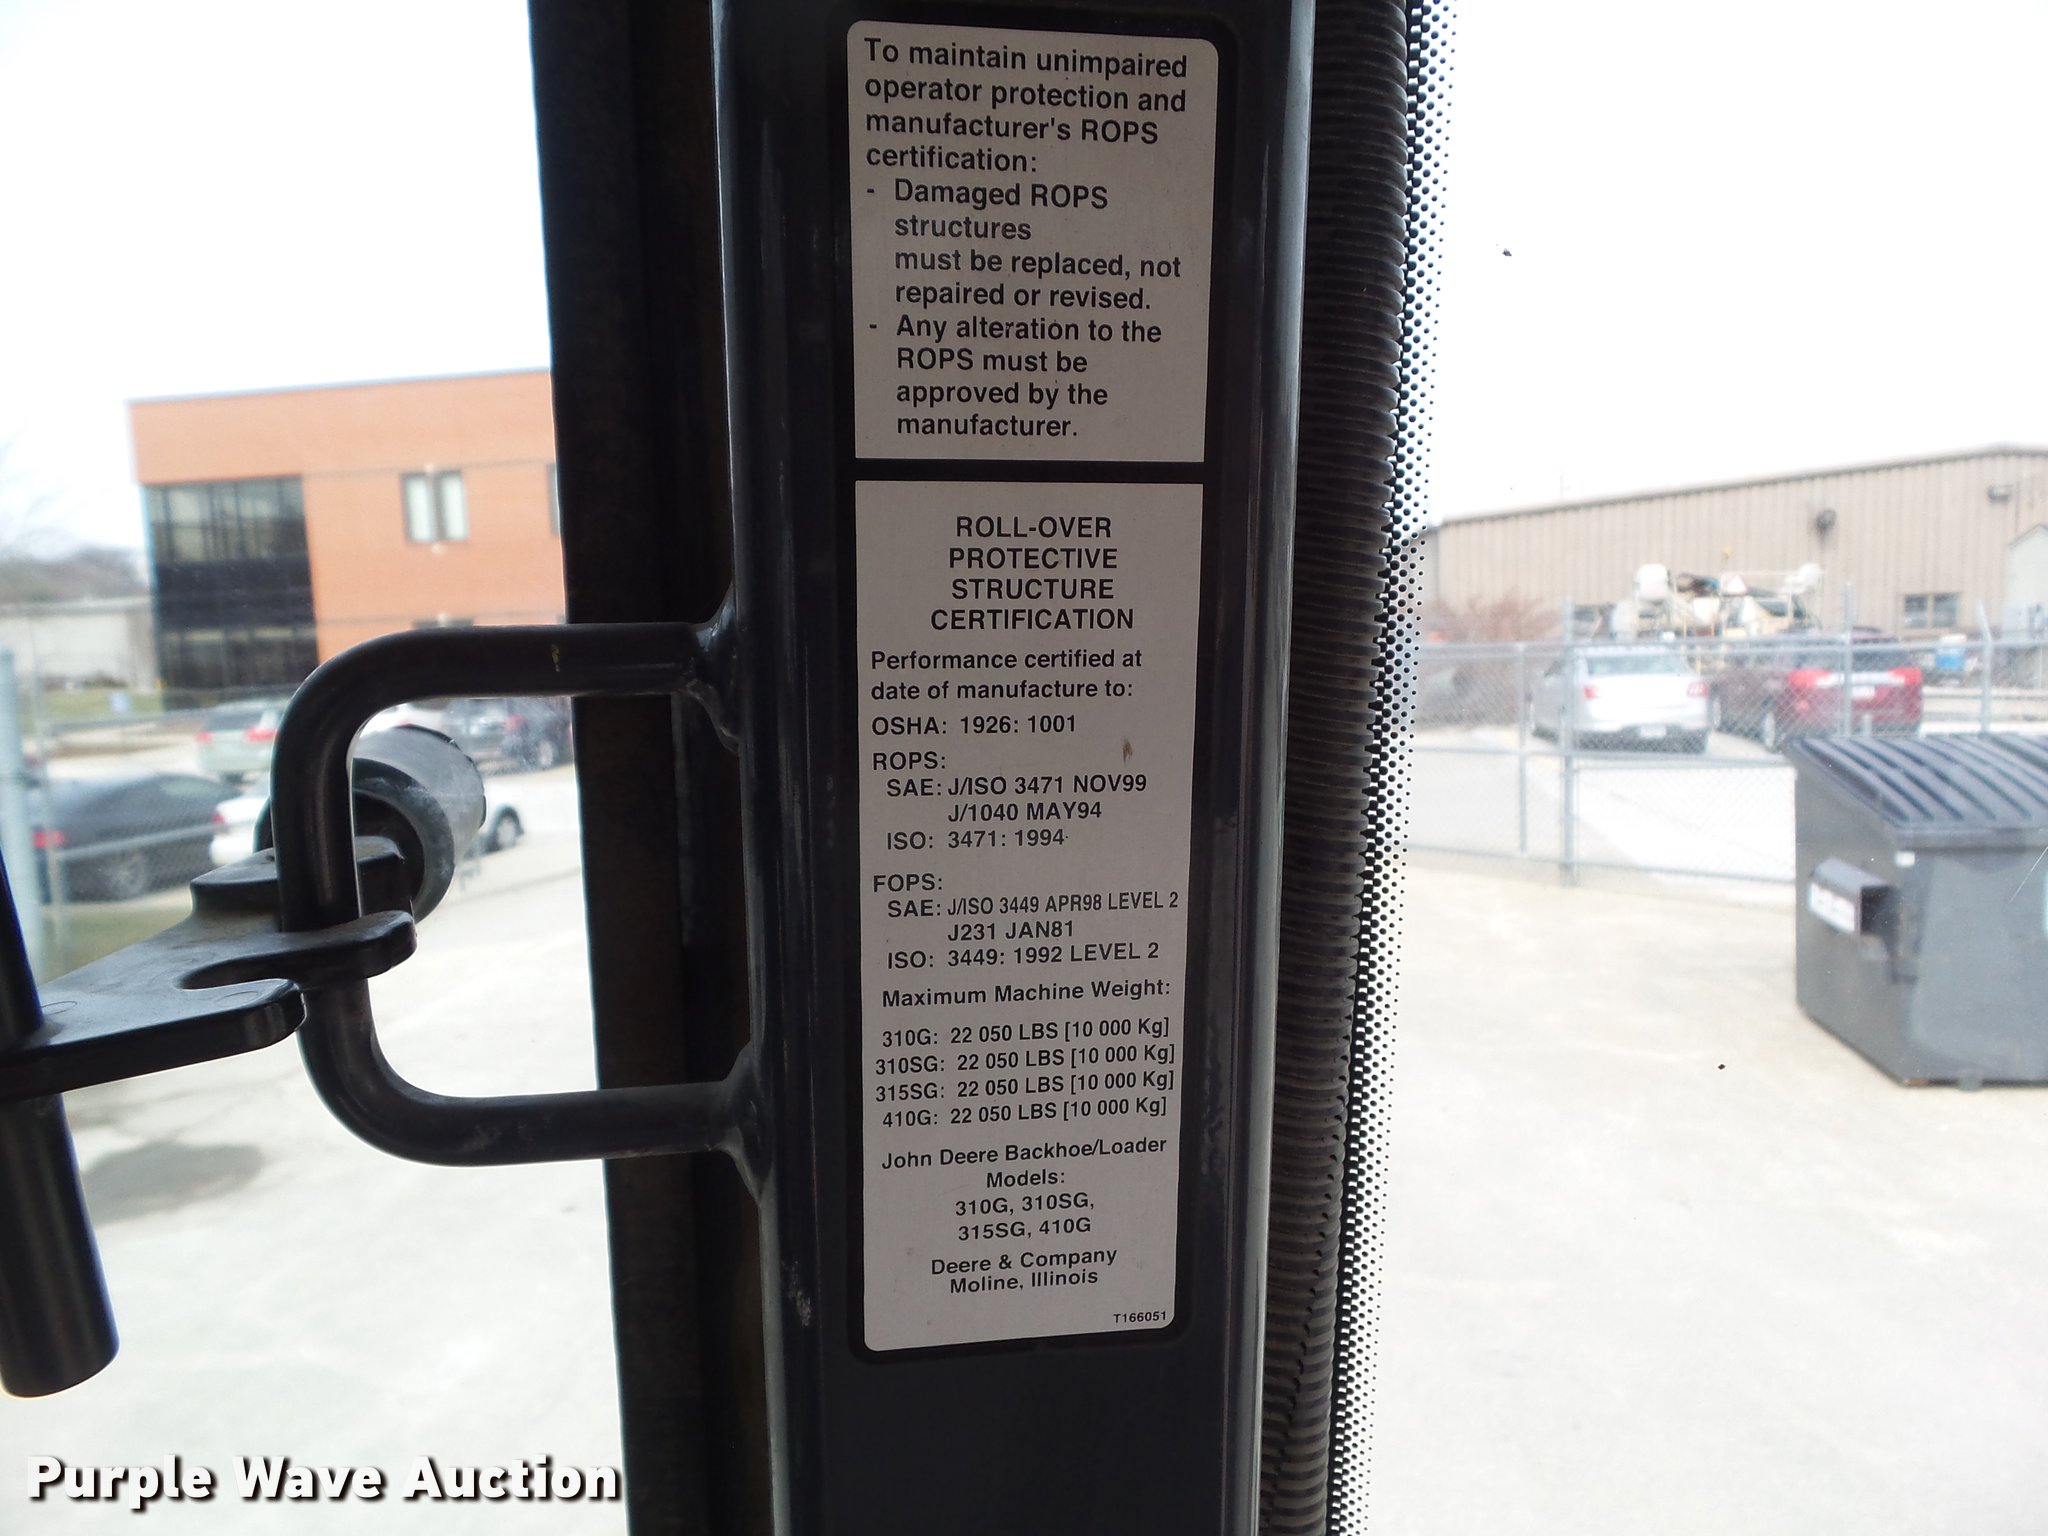 To maintain unimpaired
operator protection and
manufacturer's ROPS
certification:
- Damaged ROPS
structures
must be replaced, not
repaired or revised.
- Any alteration to the
ROPS must be
approved by the
manufacturer.
ROLL-OVER
PROTECTIVE
STRUCTURE
CERTIFICATION
Performance certified at
date of manufacture to:
OSHA: 1926: 1001
ROPS:
SAE: J/ISO 3471 NOV99
J/1040 MAY94
ISO: 3471: 1994
FOPS:
SAE: J/ISO 3449 APR98 LEVEL 2
J231 JAN81
ISO: 3449: 1992 LEVEL 2
Maximum Machine Weight:
310G: 22 050 LBS [10 000 Kg]
310SG: 22 050 LBS [10 000 Kg]
315SG: 22 050 LBS [10 000 Kg]
410G: 22 050 LBS [10 000 Kg]
John Deere Backhoe/Loader
Models:
310G, 310SG,
315SG, 410G
Deere & Company
Moline, Illinois
T166051
Purple Wave Auction